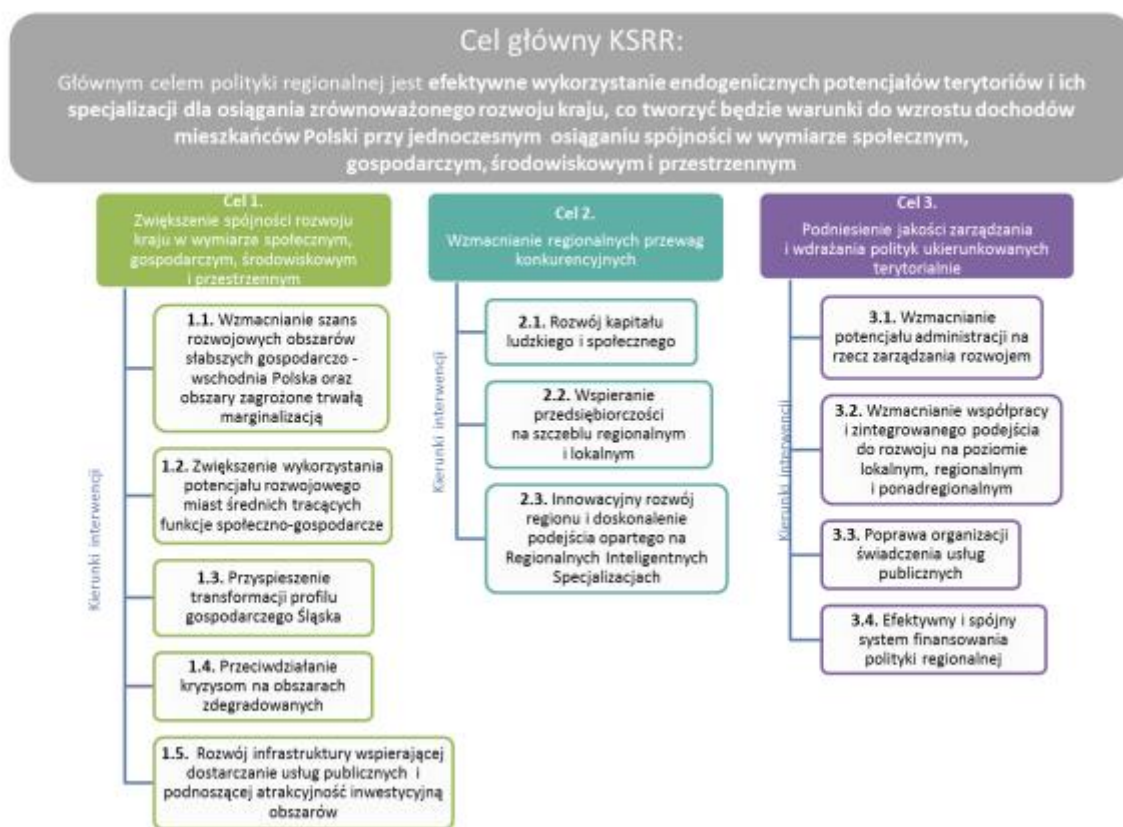 Cel główny KSRR:
Głównym celem polityki regionalnej jest efektywne wykorzystanie endogenicznych potencjałów terytoriów i ich
specjalizacji dla osiągania zrównoważonego rozwoju kraju, co tworzyć będzie warunki do wzrostu dochodów
mieszkańców Polski przy jednoczesnym osiąganiu spójności w wymiarze społecznym,
gospodarczym, środowiskowym i przestrzennym
Cel 1.
Zwiększenie spójności rozwoju
kraju w wymiarze społecznym,
gospodarczym, środowiskowym
i przestrzennym
Kierunki interwencji
1.1. Wzmacnianie szans
rozwojowych obszarów
słabszych gospodarczo -
wschodnia Polska oraz
obszary zagrożone trwałą
marginalizacją
1.2. Zwiększenie wykorzystania
potencjału rozwojowego
miast średnich tracących
funkcje społeczno-gospodarcze
1.3. Przyspieszenie
transformacji profilu
gospodarczego Śląska
1.4. Przeciwdziałanie
kryzysom na obszarach
zdegradowanych
1.5. Rozwój infrastruktury wspierającej
dostarczanie usług publicznych i
podnoszącej atrakcyjność inwestycyjną
obszarów
Cel 2.
Wzmacnianie regionalnych przewag
konkurencyjnych
Kierunki interwencji
2.1. Rozwój kapitału
ludzkiego i społecznego
2.2. Wspieranie
przedsiębiorczości
na szczeblu regionalnym
i lokalnym
2.3. Innowacyjny rozwój
regionu i doskonalenie
podejścia opartego na
Regionalnych Inteligentnych
Specjalizacjach
Cel 3.
Podniesienie jakości zarządzania
i wdrażania polityk ukierunkowanych
terytorialnie
Kierunki interwencji
3.1. Wzmacnianie
potencjału administracji na
rzecz zarządzania rozwojem
3.2. Wzmacnianie współpracy
i zintegrowanego podejścia
do rozwoju na poziomie
lokalnym, regionalnym
i ponadregionalnym
3.3. Poprawa organizacji
świadczenia usług
publicznych
3.4. Efektywny i spójny
system finansowania
polityki regionalnej